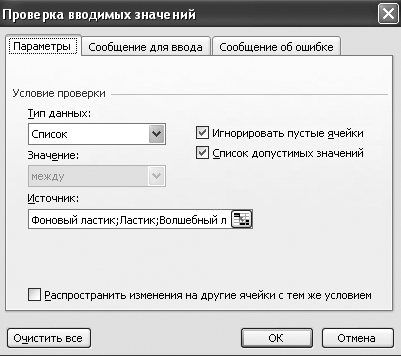 Проверка вводимых значений
Параметры Сообщение для ввода Сообщение об ошибке
Условие проверки
Тип данных:
Список
Игнорировать пустые ячейки
Значение:
Список допустимых значений
между
Источник:
Фоновый ластик;Ластик;Волшебный л
Распространить изменения на другие ячейки с тем же условием
Очистить все ОК Отмена